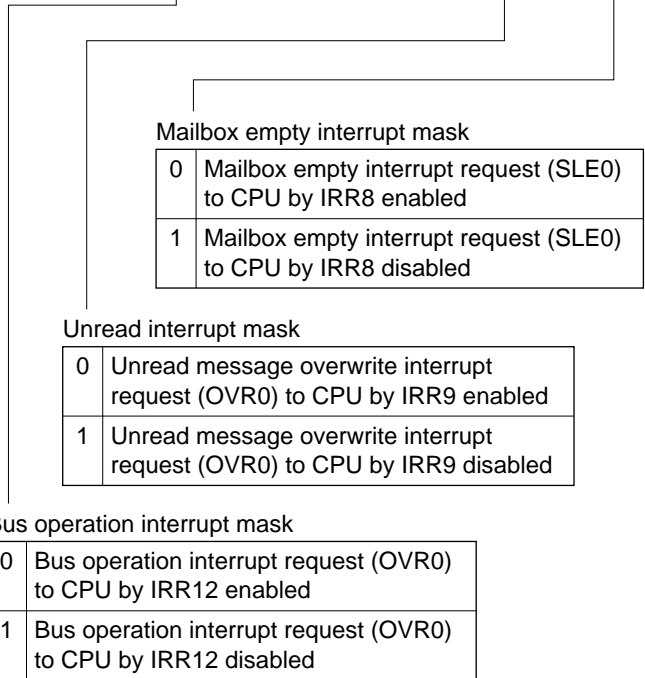 Mailbox empty interrupt mask
0 Mailbox empty interrupt request (SLE0)
to CPU by IRR8 enabled
1 Mailbox empty interrupt request (SLE0)
to CPU by IRR8 disabled
Unread interrupt mask
0 Unread message overwrite interrupt
request (OVR0) to CPU by IRR9 enabled
1 Unread message overwrite interrupt
request (OVR0) to CPU by IRR9 disabled
Bus operation interrupt mask
0 Bus operation interrupt request (OVR0)
to CPU by IRR12 enabled
1 Bus operation interrupt request (OVR0)
to CPU by IRR12 disabled